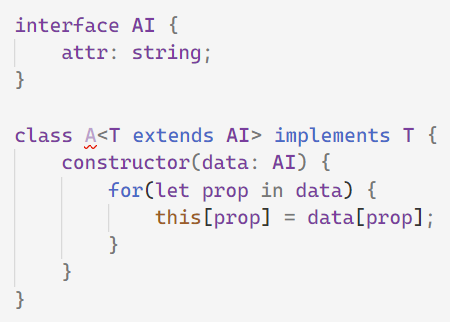 interface AI {
    attr: string;
}

class A<T extends AI> implements T {
    constructor(data: AI) {
        for(let prop in data) {
            this[prop] = data[prop];
        }
    }
}